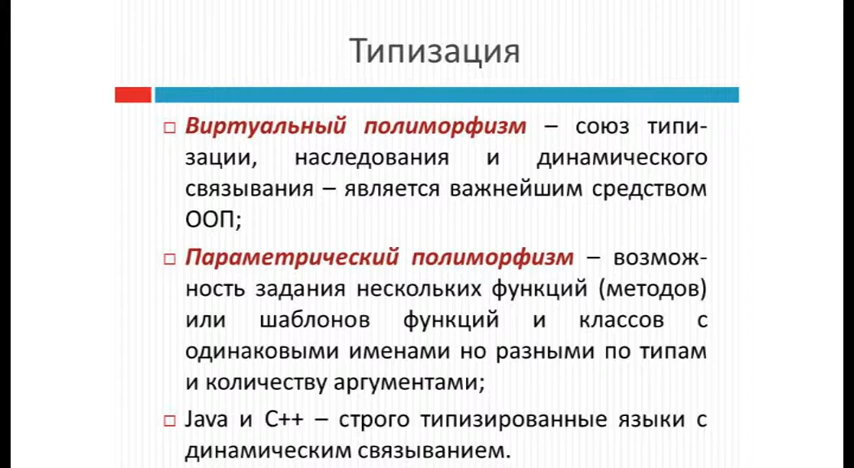 Типизация
Виртуальный полиморфизм – союз типи-
зации, наследования и динамического
связывания – является важнейшим средством
ООП;
Параметрический полиморфизм – возмож-
ность задания нескольких функций (методов)
или шаблонов функций и классов с
одинаковыми именами но разными по типам
и количеству аргументами;
Java и C++ – строго типизированные языки с
динамическим связыванием.